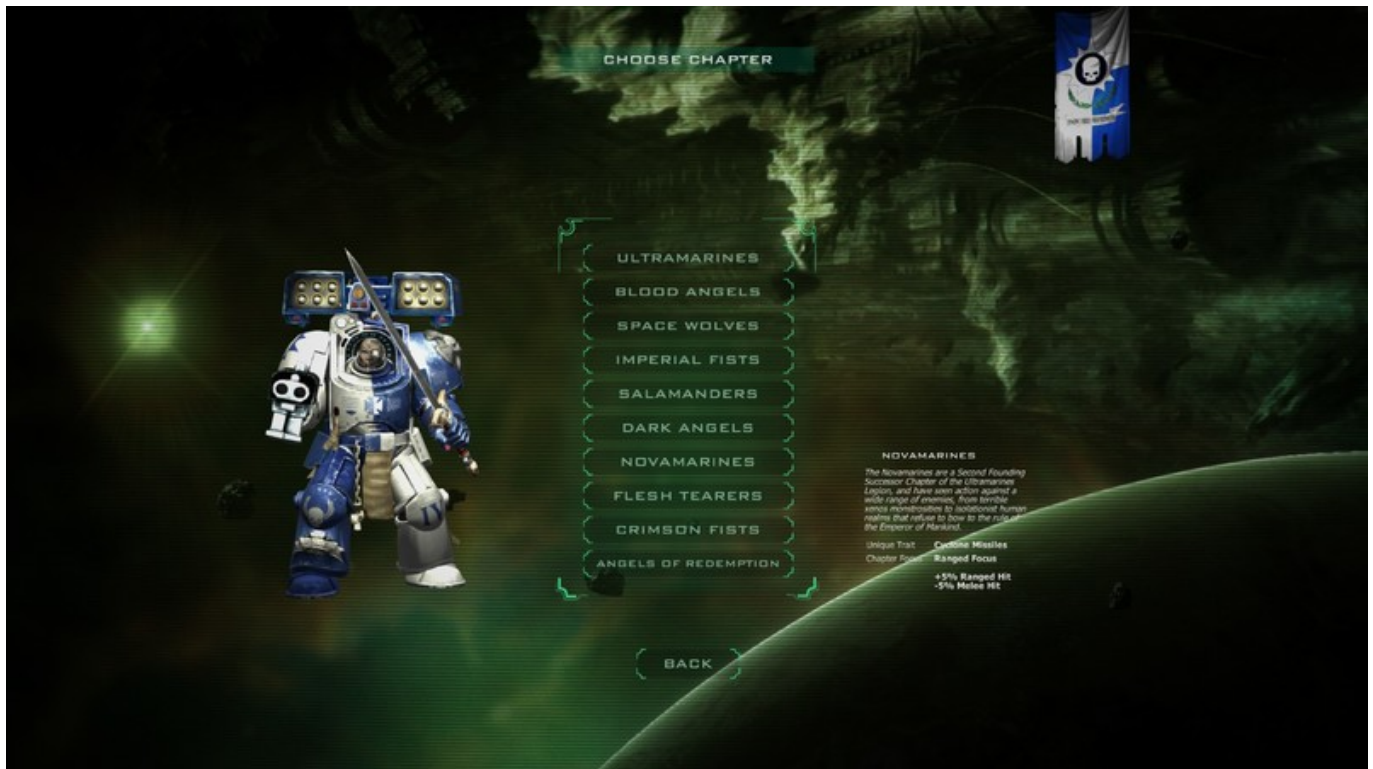 CHOOSE CHAPTER
ULTRAMARINES
BLOOD ANGELS
SPACE WOLVES
IMPERIAL FISTS
SALAMANDERS
DARK ANGELS
NOVAMARINES
FLESH TEARERS
CRIMSON FISTS
ANGELS OF REDEMPTION
BACK
NOVAMARINES
The Novamarines are a Second Founding
Successor Chapter of the Ultramarines
Legion, and have seen action against a
wide range of enemies, from terrible
xenos monstrosities to isolationist human
realms that refuse to bow to the rule of
the Emperor of Mankind.
Unique Trait Cyclone Missiles
Chapter Focus Ranged Focus
+5% Ranged Hit
-5% Melee Hit
IV